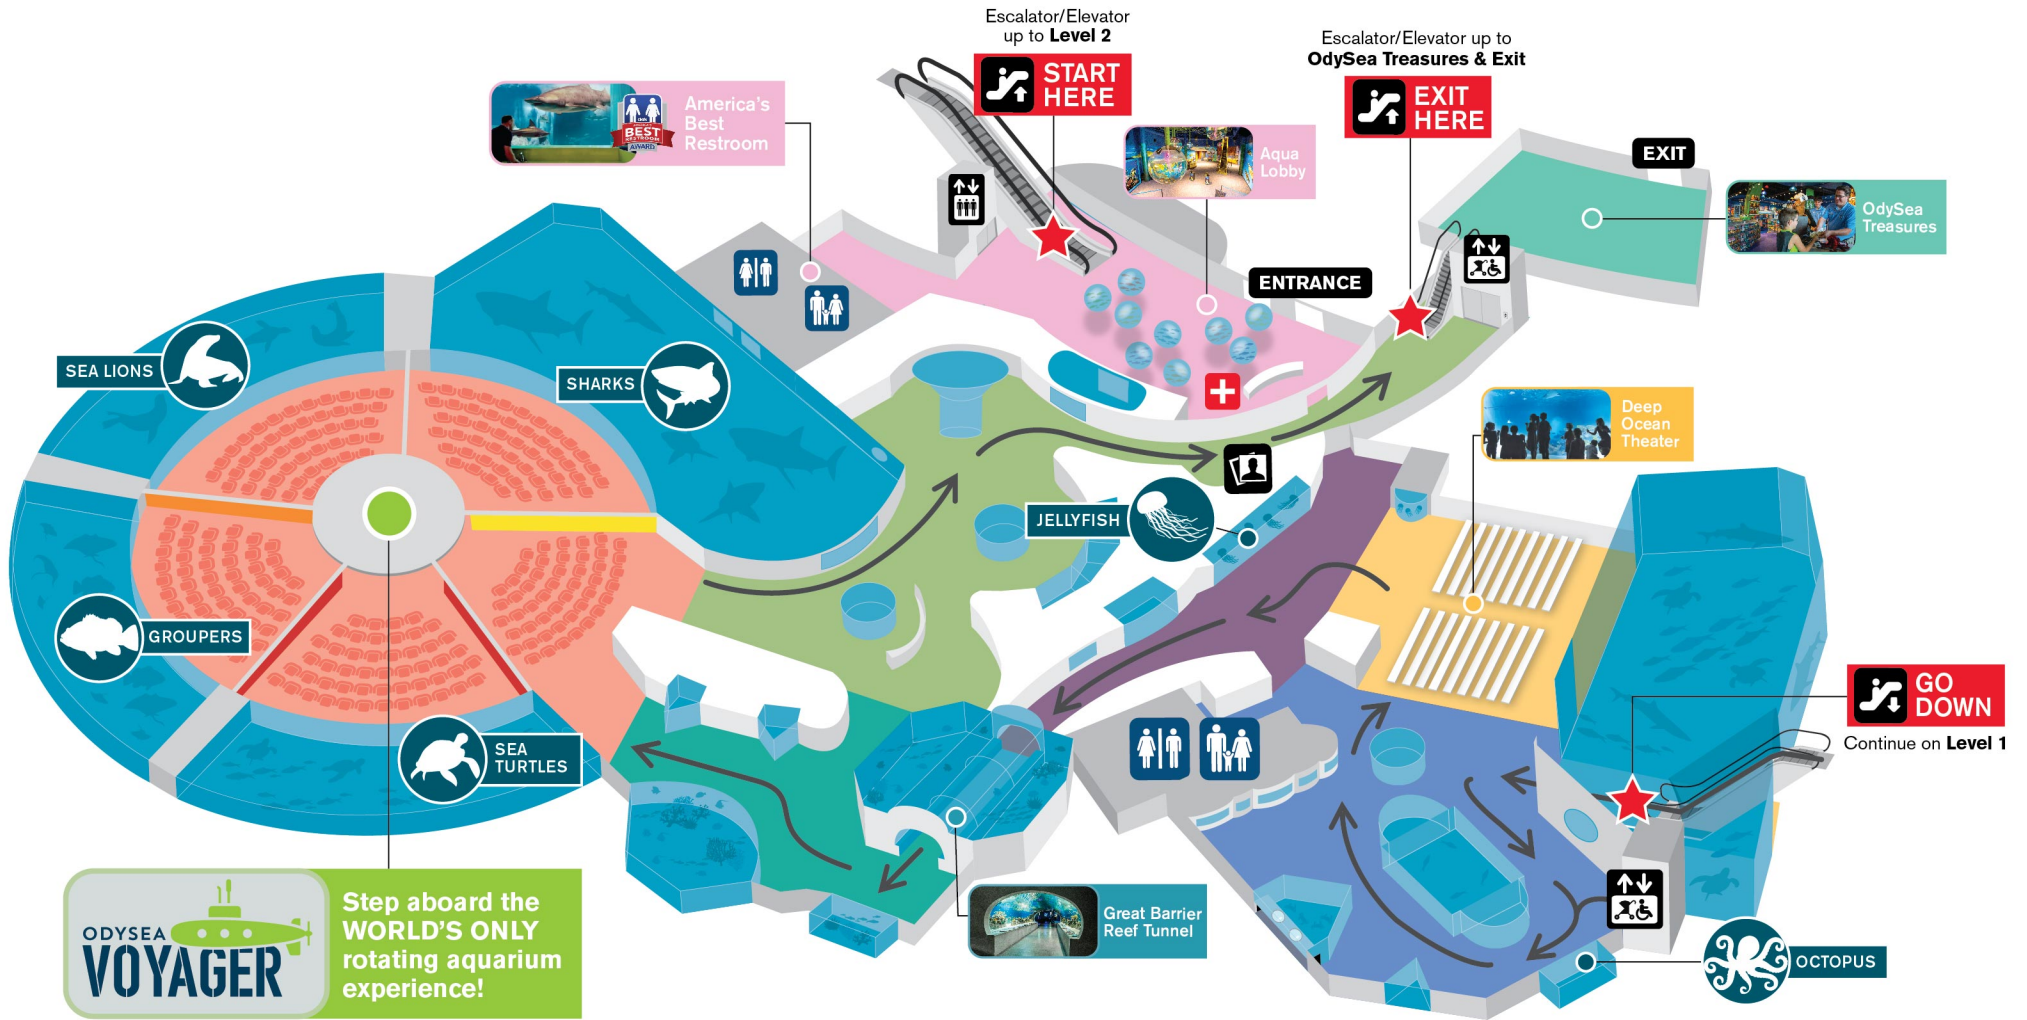 Escalator/Elevator
up to Level 2
START
HERE
Escalator/Elevator up to
OdySea Treasures & Exit
EXIT
HERE
America's
Best
Restroom
BEST
RESTROOM
AWARDS
Aqua
Lobby
EXIT
OdySea
Treasures
ENTRANCE
SEA LIONS
SHARKS
Deep
Ocean
Theater
JELLYFISH
GROUPERS
GO
DOWN
Continue on Level 1
SEA
TURTLES
ODYSEA
VOYAGER
Step aboard the
WORLD'S ONLY
rotating aquarium
experience!
Great Barrier
Reef Tunnel
OCTOPUS